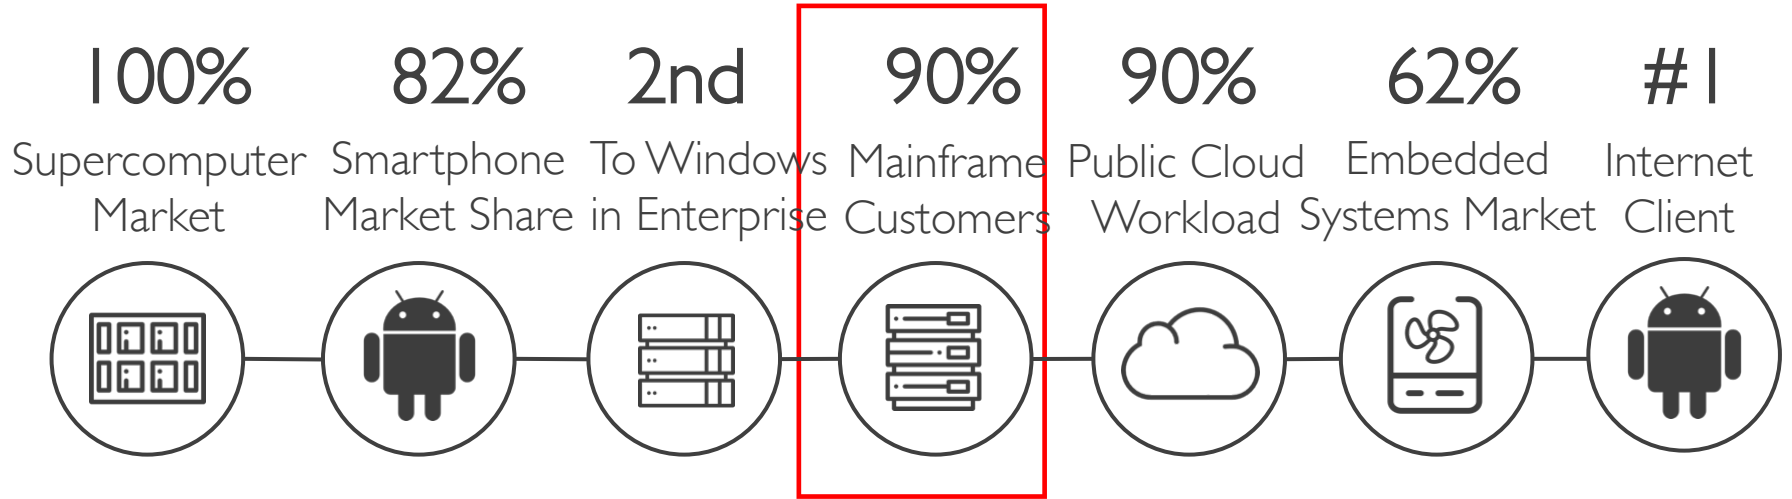 100%
Supercomputer
Market
82%
Smartphone
Market Share
2nd
To Windows
in Enterprise
90%
Mainframe
Customers
90%
Public Cloud
Workload
62%
Embedded
Systems Market
#1
Internet
Client